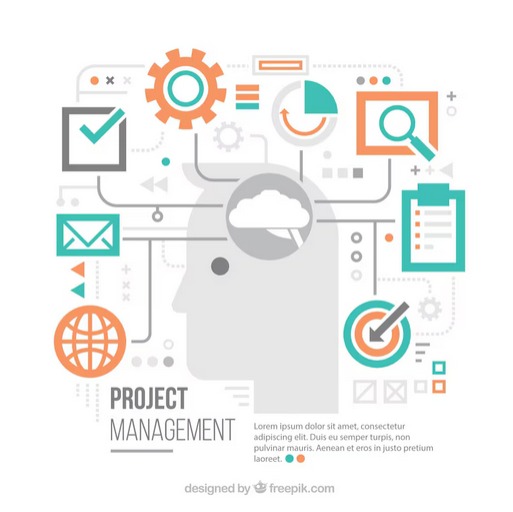 PROJECT
MANAGEMENT
Lorem ipsum dolor sit amet, consectetur
adipiscing elit. Duis eu semper turpis, non
pulvinar mauris. Aenean et eros in justo pretium
laoreet.
designed by freepik.com